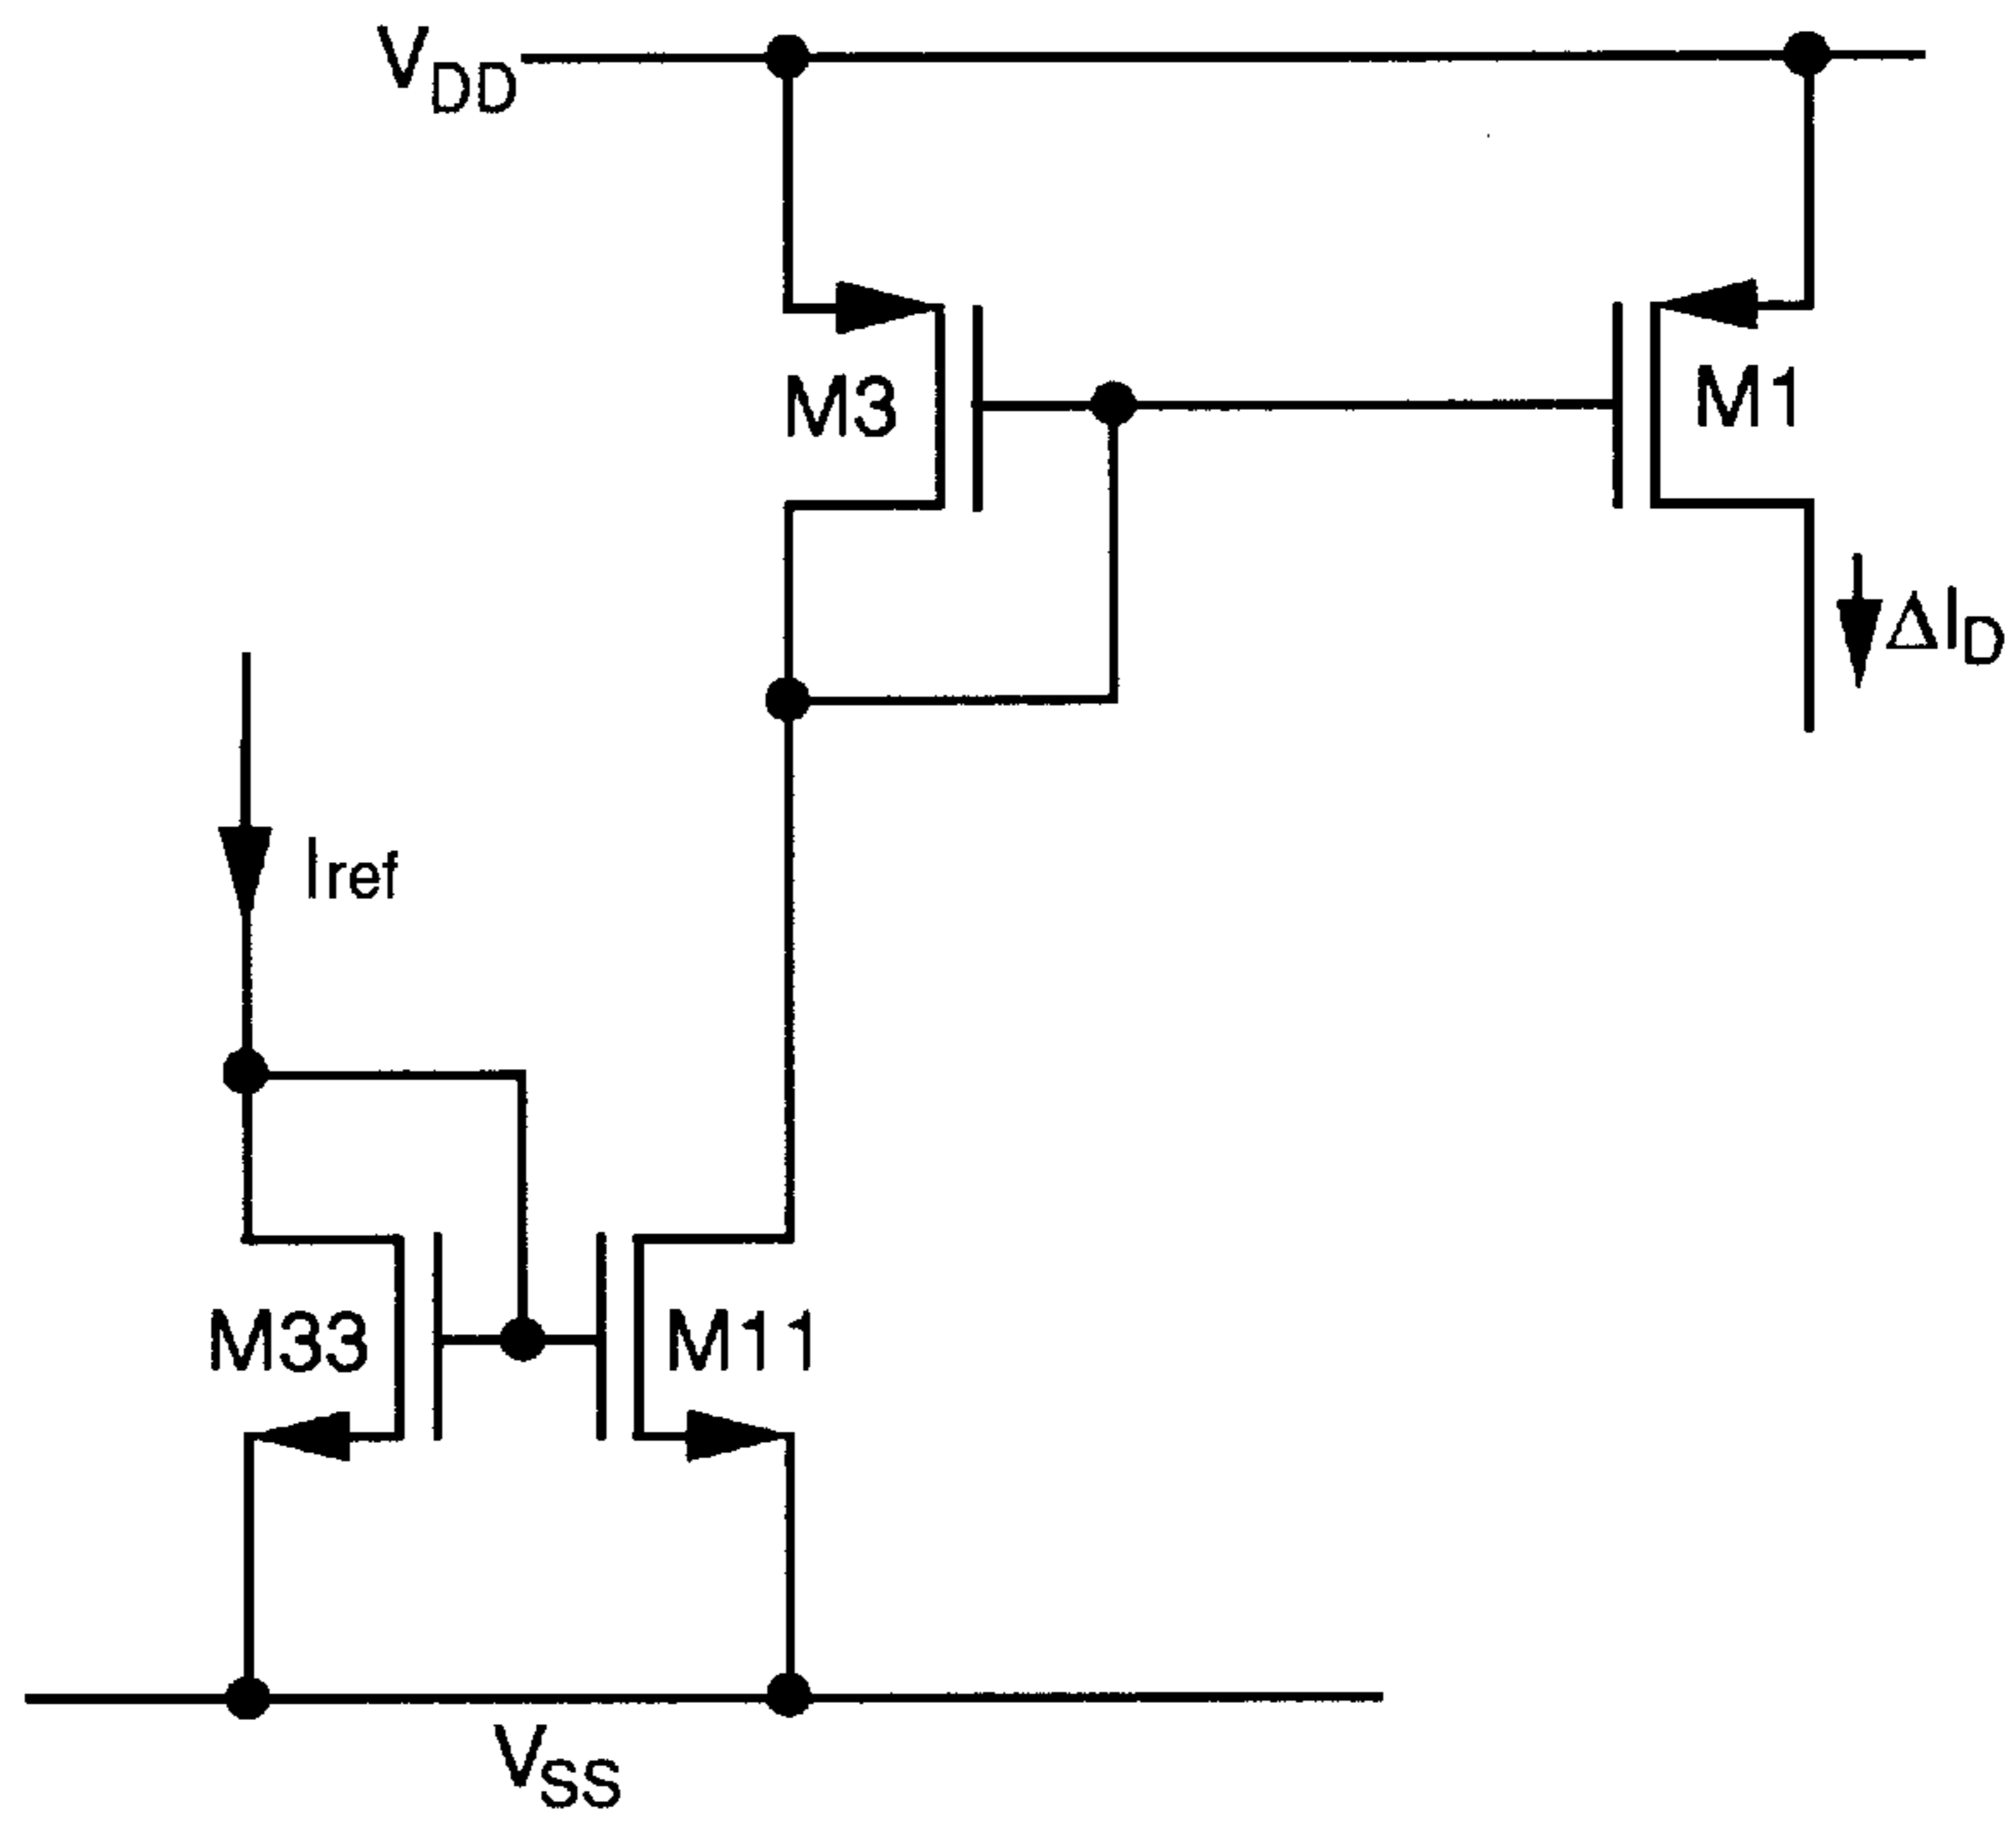 VDD
M3
M1
ΔID
Iref
M33
M11
VSS